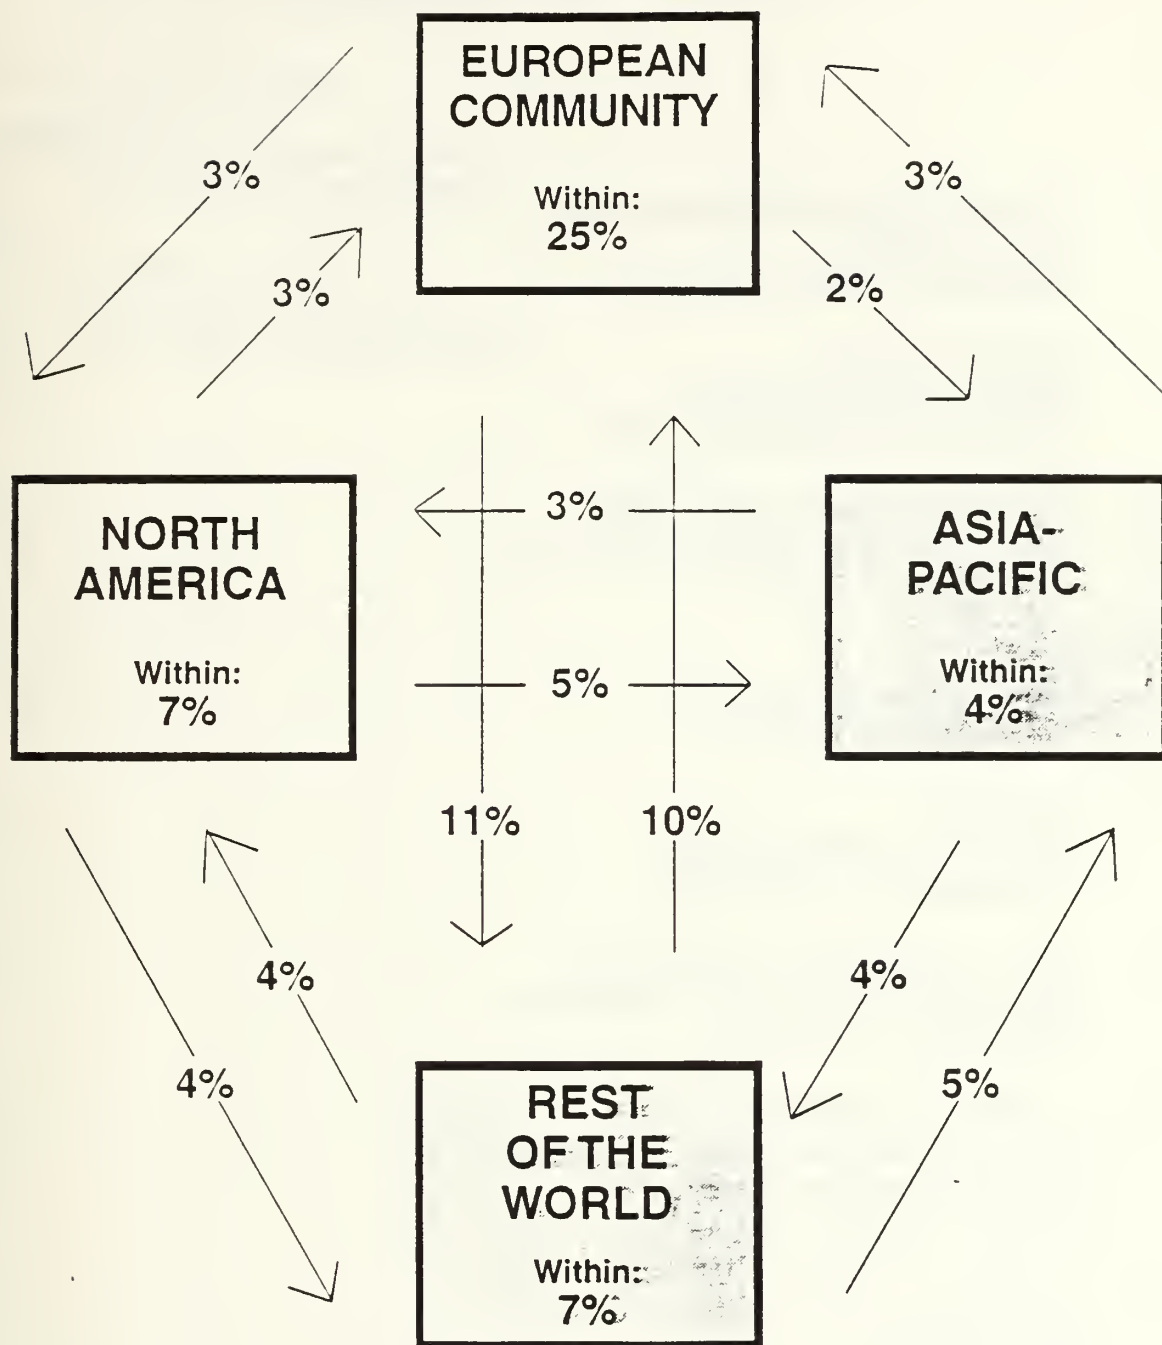 EUROPEAN
COMMUNITY
Within:
25%
3%
3%
3%
2%
NORTH
AMERICA
Within:
7%
3%
5%
ASIA-
PACIFIC
Within:
4%
11%
10%
4%
4%
4%
5%
REST
OF THE
WORLD
Within:
7%